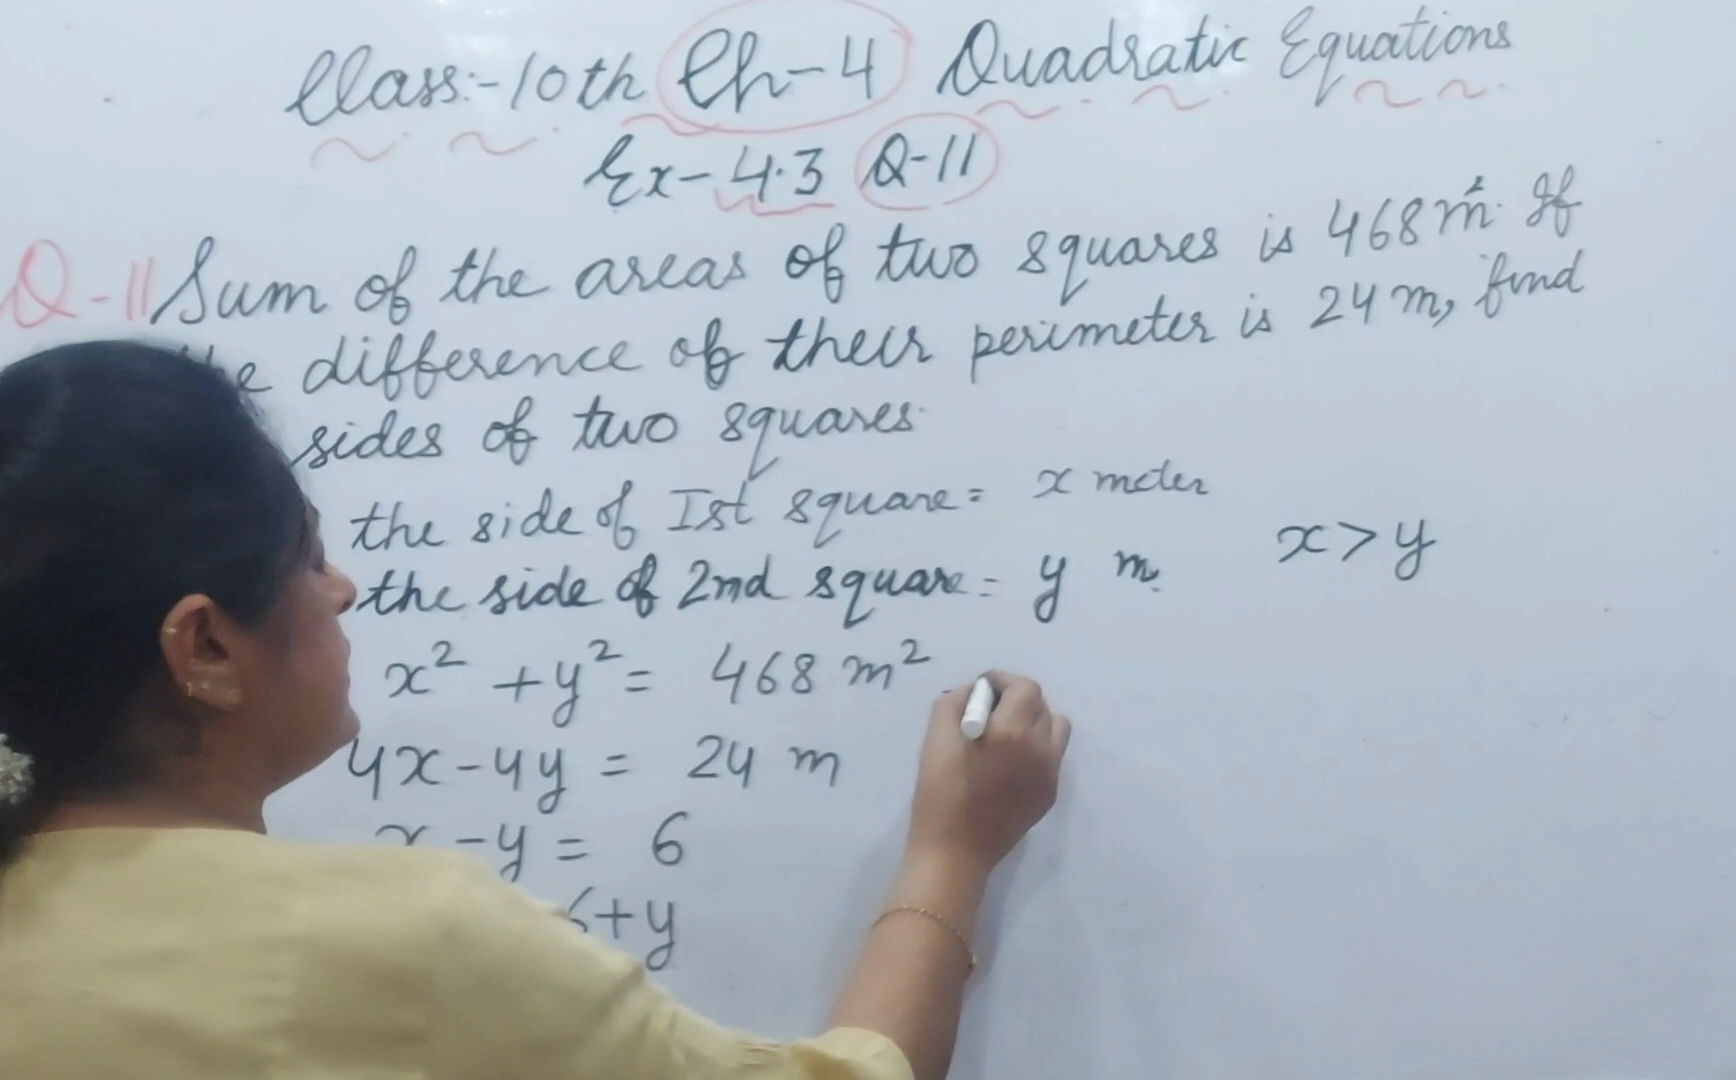 Class:-10th Ch-4 Quadratic Equations
Ex-4.3 Q-11
Q-11 Sum of the areas of two squares is 468 m². If
difference of their perimeter is 24 m, find
sides of two squares.
the side of Ist square = x meter
the side of 2nd square = y m.
x > y
x² + y² = 468 m²
4x - 4y = 24 m
x - y = 6
6 + y